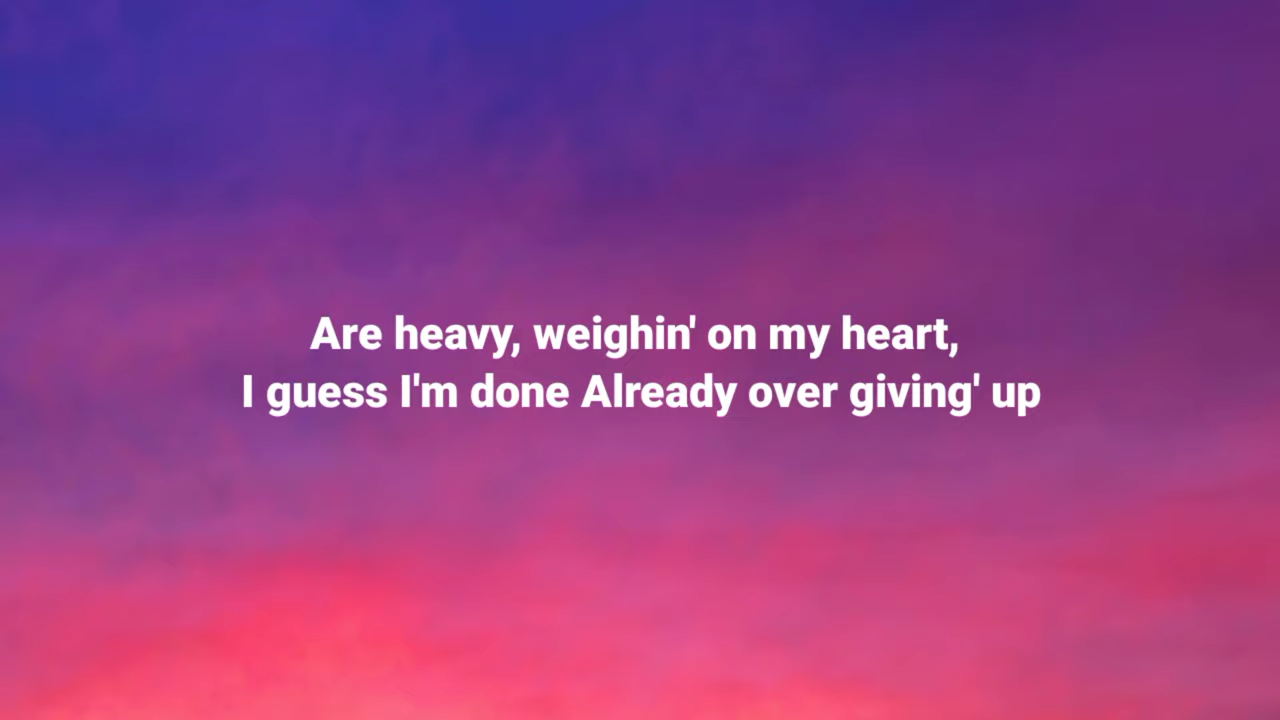 Are heavy, weighin' on my heart,
I guess I'm done Already over giving' up